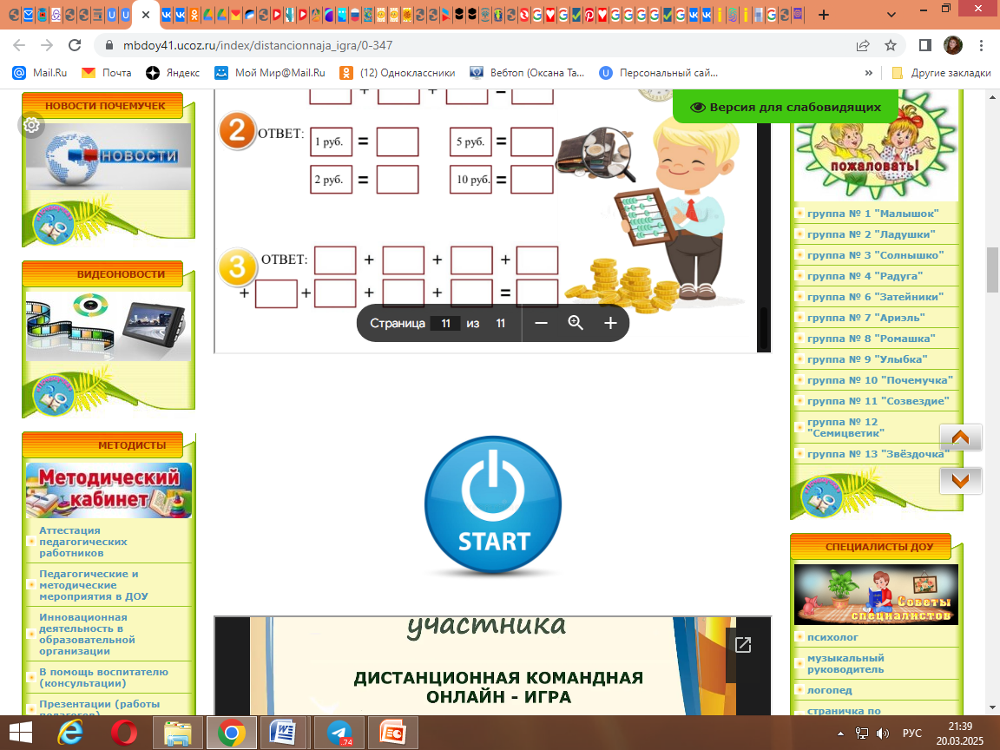 mbdoy41.ucoz.ru/index/distancionnaja_igra/0-347
Mail.Ru
Почта
Яндекс
Мой Мир@Mail.Ru
(12) Одноклассники
Вебтоп (Оксана Та...
Персональный сай...
»
Другие закладки
НОВОСТИ ПОЧЕМУЧЕК
НОВОСТИ
ВИДЕОНОВОСТИ
МЕТОДИСТЫ
Методический
кабинет
Аттестация
педагогических
работников
Педагогические и
методические
мероприятия в ДОУ
Инновационная
деятельность в
образовательной
организации
В помощь воспитателю
(консультации)
Презентации (работы
педагогов)
+ + + =
2 ОТВЕТ: 1 руб. = 5 руб. =
2 руб. = 10 руб. =
3 ОТВЕТ: + + +
+ + + + =
Страница 11 из 11
START
участника
ДИСТАНЦИОННАЯ КОМАНДНАЯ
ОНЛАЙН - ИГРА
Версия для слабовидящих
пожаловать!
группа № 1 "Малышок"
группа № 2 "Ладушки"
группа № 3 "Солнышко"
группа № 4 "Радуга"
группа № 6 "Затейники"
группа № 7 "Ариэль"
группа № 8 "Ромашка"
группа № 9 "Улыбка"
группа № 10 "Почемучка"
группа № 11 "Созвездие"
группа № 12
"Семицветик"
группа № 13 "Звёздочка"
СПЕЦИАЛИСТЫ ДОУ
Советы
специалистов
психолог
музыкальный
руководитель
логопед
страничка по
.74
РУС
21:39
20.03.2025